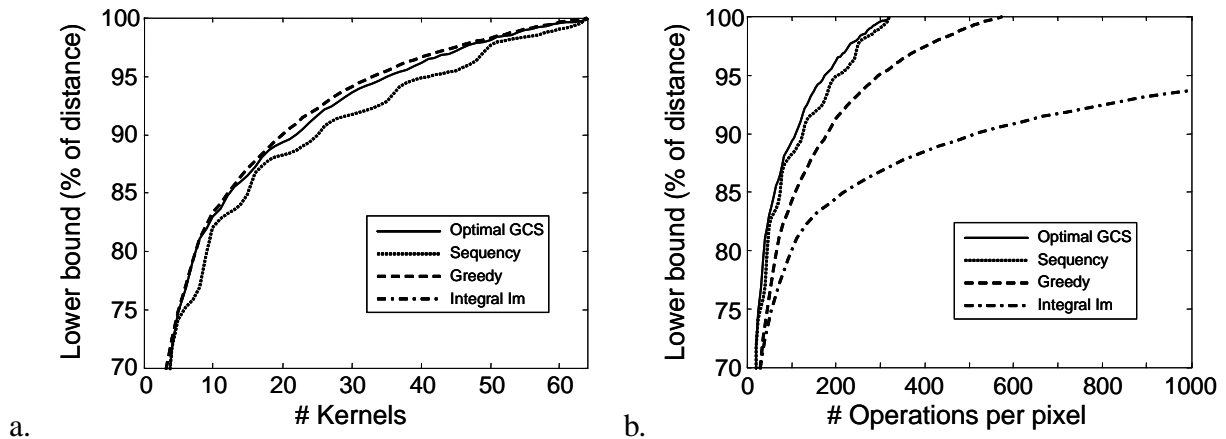 a.
Lower bound (% of distance)
100
95
90
85
80
75
70
0 10 20 30 40 50 60
# Kernels
Optimal GCS
Sequency
Greedy
Integral Im
b.
Lower bound (% of distance)
100
95
90
85
80
75
70
0 200 400 600 800 1000
# Operations per pixel
Optimal GCS
Sequency
Greedy
Integral Im